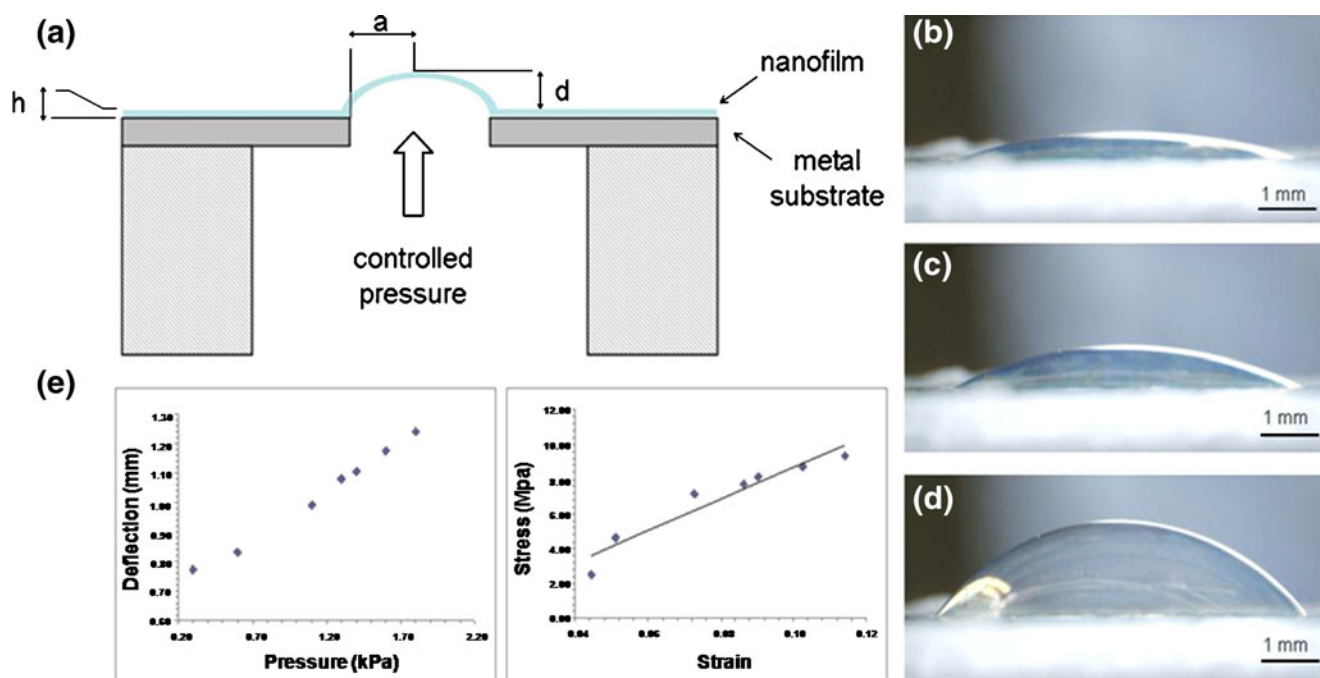 (a)
a
h
d
nanofilm
metal
substrate
controlled
pressure
(b)
1 mm
(c)
1 mm
(d)
1 mm
(e)
Deflection (mm)
1.30
1.20
1.10
1.00
0.90
0.80
0.70
0.60
0.20 0.70 1.20 1.70 2.20
Pressure (kPa)
Stress (Mpa)
12.00
10.00
8.00
6.00
4.00
2.00
0.00
0.04 0.06 0.08 0.10 0.12
Strain